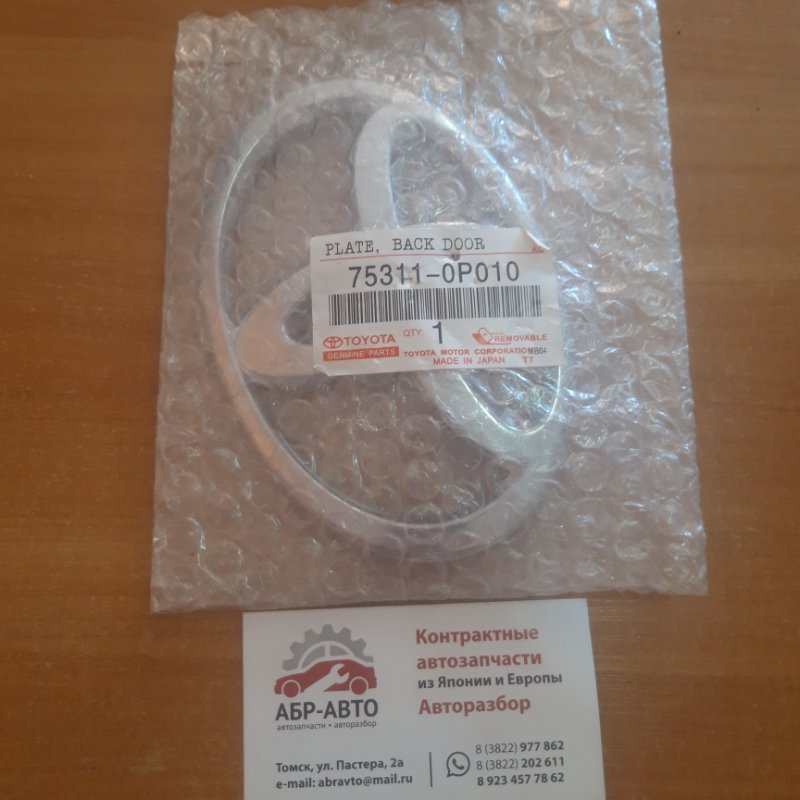 PLATE, BACK DOOR
75311-0P010
TOYOTA
GENUINE PARTS
QTY: 1
REMOVABLE
TOYOTA MOTOR CORPORATION MB04
MADE IN JAPAN TT
АБР-АВТО
автозапчасти • авторазбор
Контрактные
автозапчасти
из Японии и Европы
Авторазбор
Томск, ул. Пастера, 2а
e-mail: abravto@mail.ru
8 (3822) 977 862
8 (3822) 202 611
8 923 457 78 62